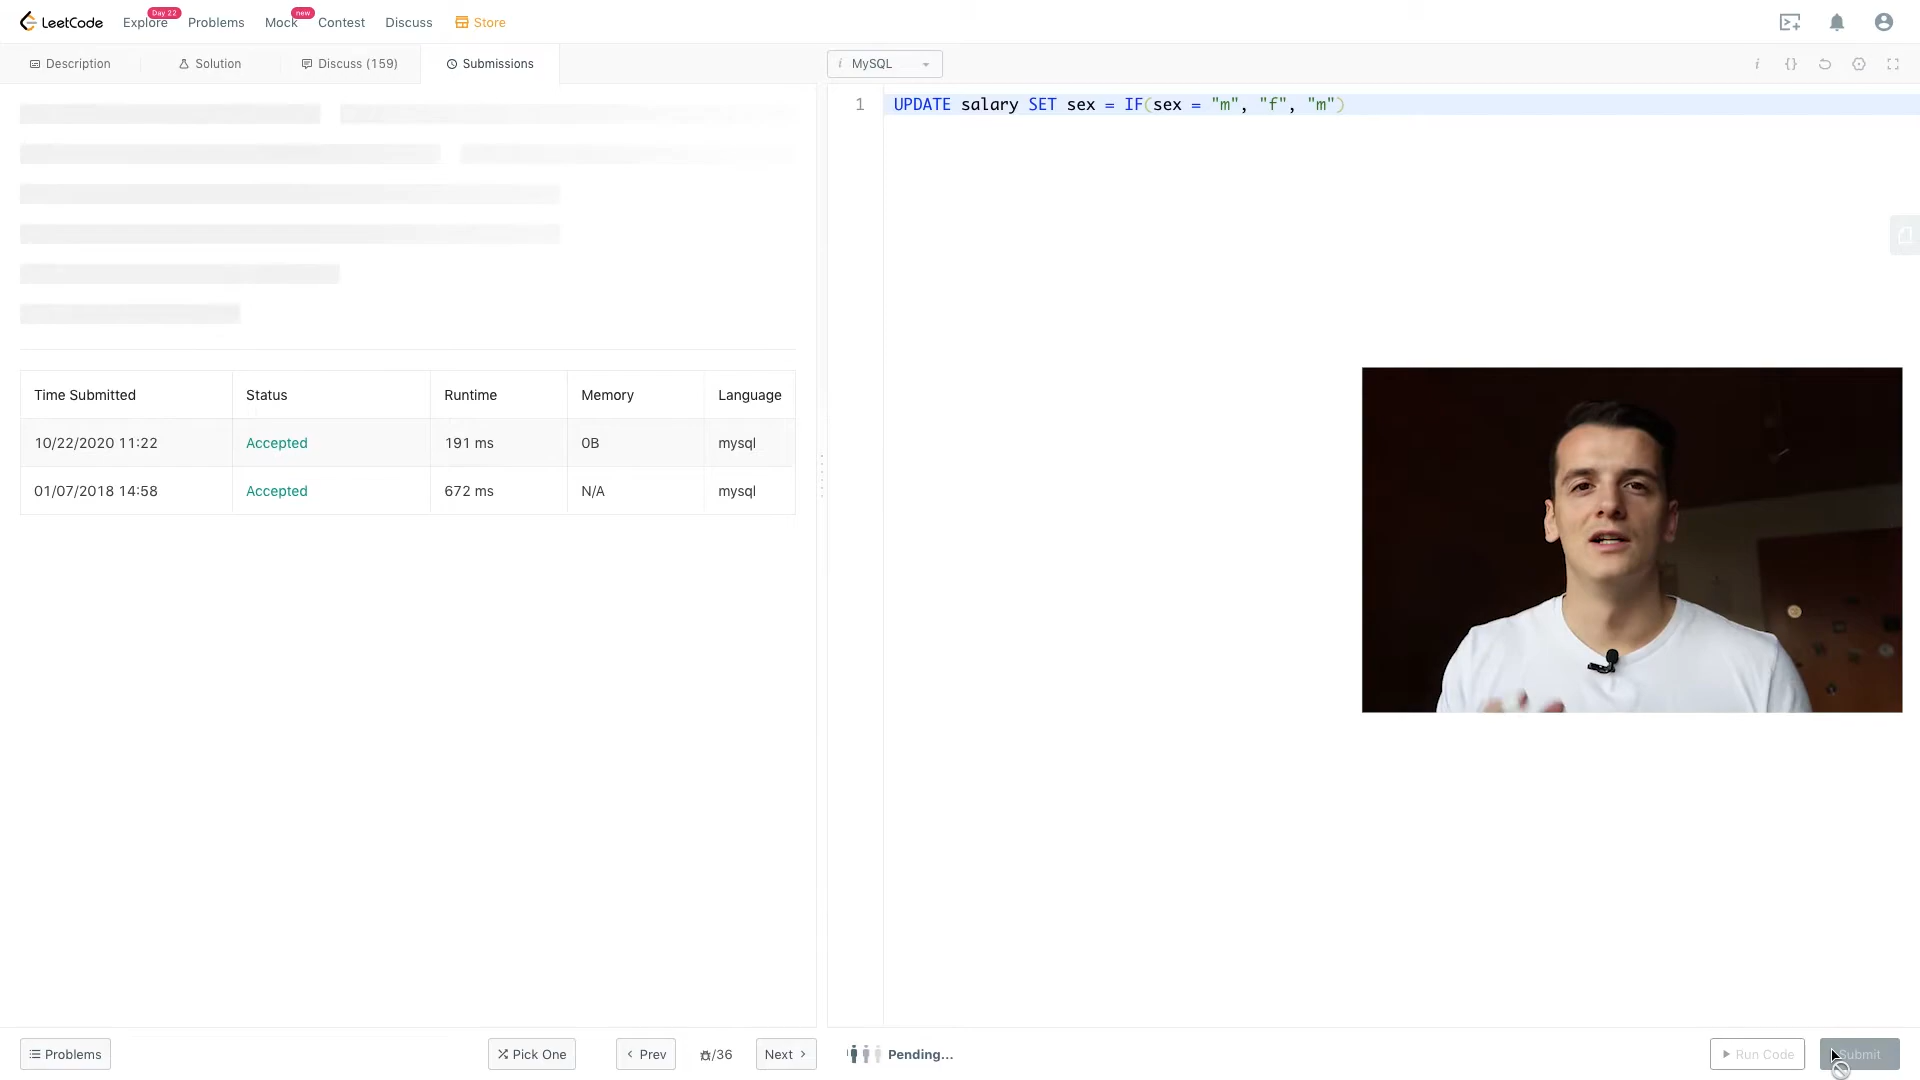 LeetCode
Explore
Day 22
Problems
Mock
new
Contest
Discuss
Store
Description
Solution
Discuss (159)
Submissions
i MySQL
i
{}
1 UPDATE salary SET sex = IF(sex = "m", "f", "m")
Time Submitted Status Runtime Memory Language
10/22/2020 11:22 Accepted 191 ms 0B mysql
01/07/2018 14:58 Accepted 672 ms N/A mysql
Problems
Pick One
Prev
/36
Next
Pending...
Run Code
Submit